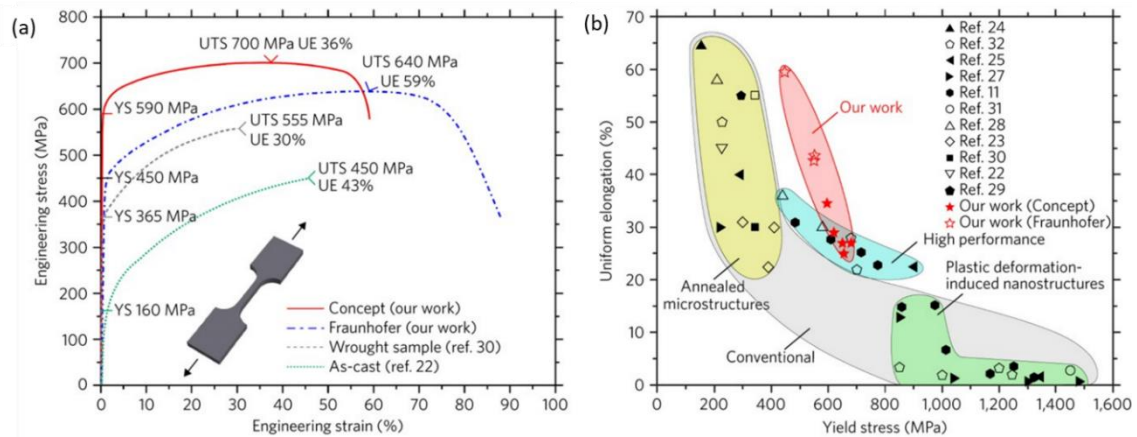 (a)
Engineering stress (MPa)
800
700
600
500
400
300
200
100
0
UTS 700 MPa UE 36%
UTS 640 MPa
UE 59%
YS 590 MPa
UTS 555 MPa
UE 30%
YS 450 MPa
UTS 450 MPa
UE 43%
YS 365 MPa
YS 160 MPa
Concept (our work)
Fraunhofer (our work)
Wrought sample (ref. 30)
As-cast (ref. 22)
0 10 20 30 40 50 60 70 80 90 100
Engineering strain (%)
(b)
Uniform elongation (%)
70
60
50
40
30
20
10
0
Ref. 24
Ref. 32
Ref. 25
Ref. 27
Ref. 11
Ref. 31
Ref. 28
Ref. 23
Ref. 30
Ref. 22
Ref. 29
Our work (Concept)
Our work (Fraunhofer)
Our work
High performance
Plastic deformation-
induced nanostructures
Annealed
microstructures
Conventional
0 200 400 600 800 1,000 1,200 1,400 1,600
Yield stress (MPa)